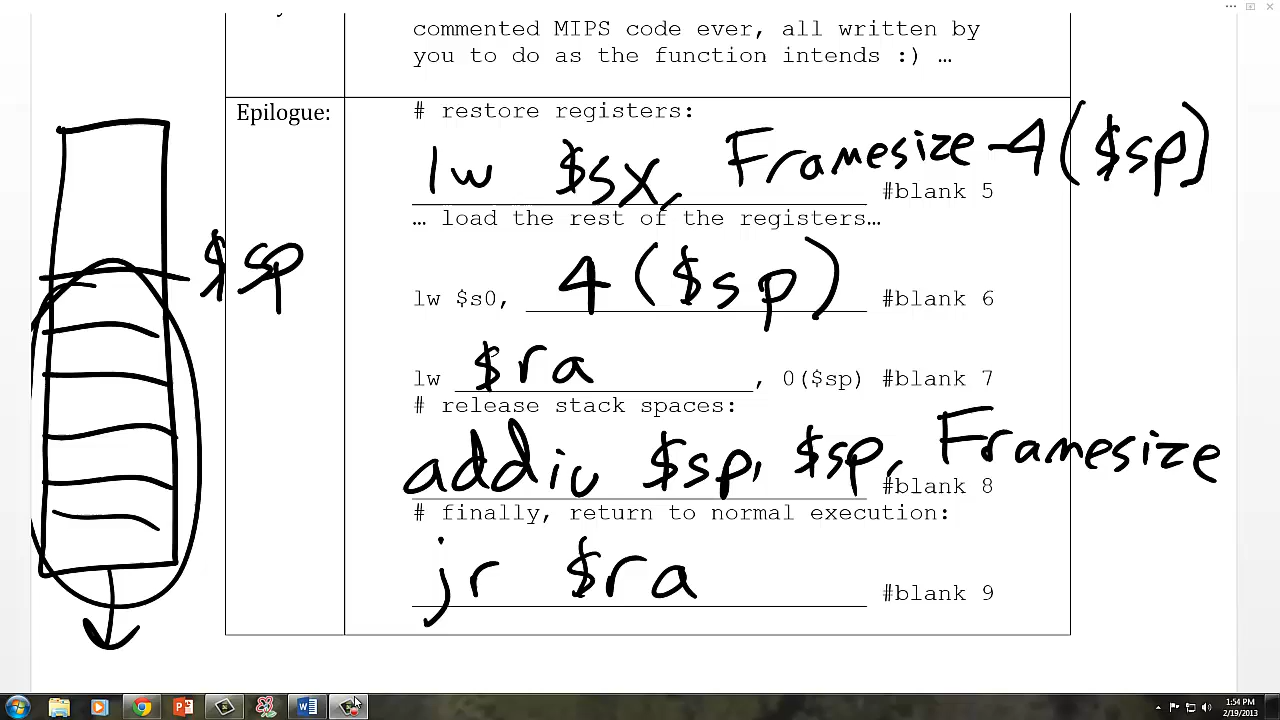 commented MIPS code ever, all written by
you to do as the function intends :) …
Epilogue:
# restore registers:
lw $sx, Framesize-4($sp)
#blank 5
… load the rest of the registers…
$sp
lw $s0, 4($sp) #blank 6
lw $ra, 0($sp) #blank 7
# release stack spaces:
addiu $sp, $sp, Framesize
#blank 8
# finally, return to normal execution:
jr $ra #blank 9
1:54 PM
2/19/2013